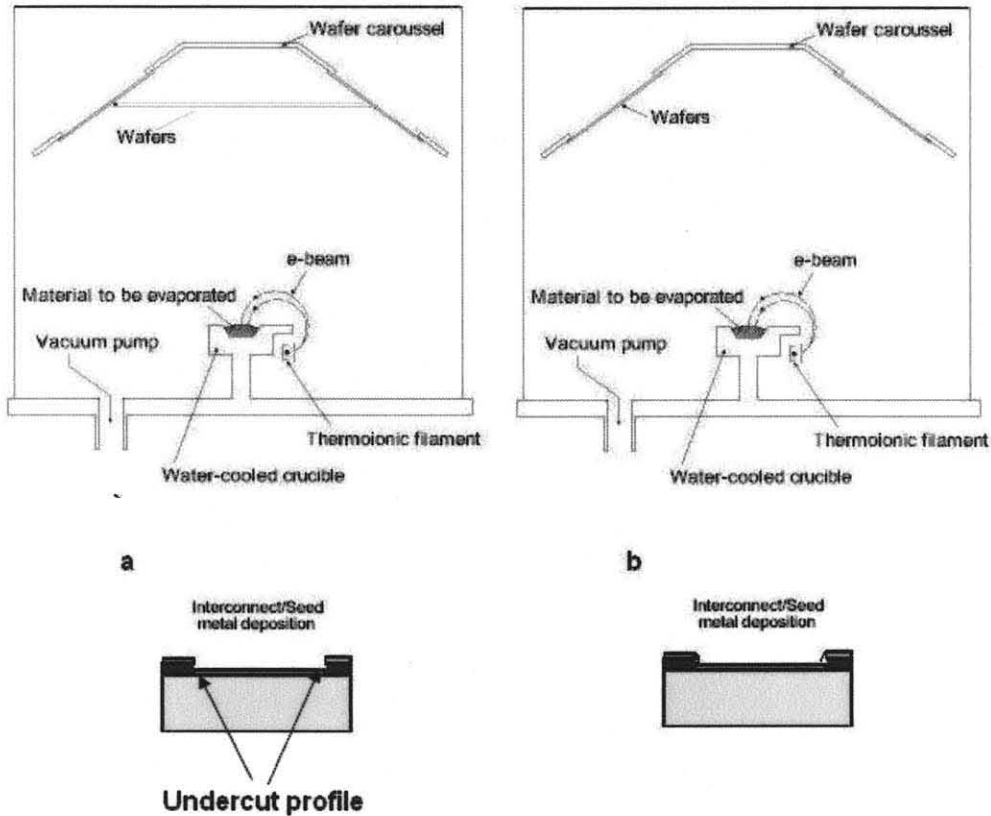 Wafer caroussel
Wafers
e-beam
Material to be evaporated
Vacuum pump
Thermoionic filament
Water-cooled crucible
a
Interconnect/Seed
metal deposition
Undercut profile
Wafer caroussel
Wafers
e-beam
Material to be evaporated
Vacuum pump
Thermoionic filament
Water-cooled crucible
b
Interconnect/Seed
metal deposition